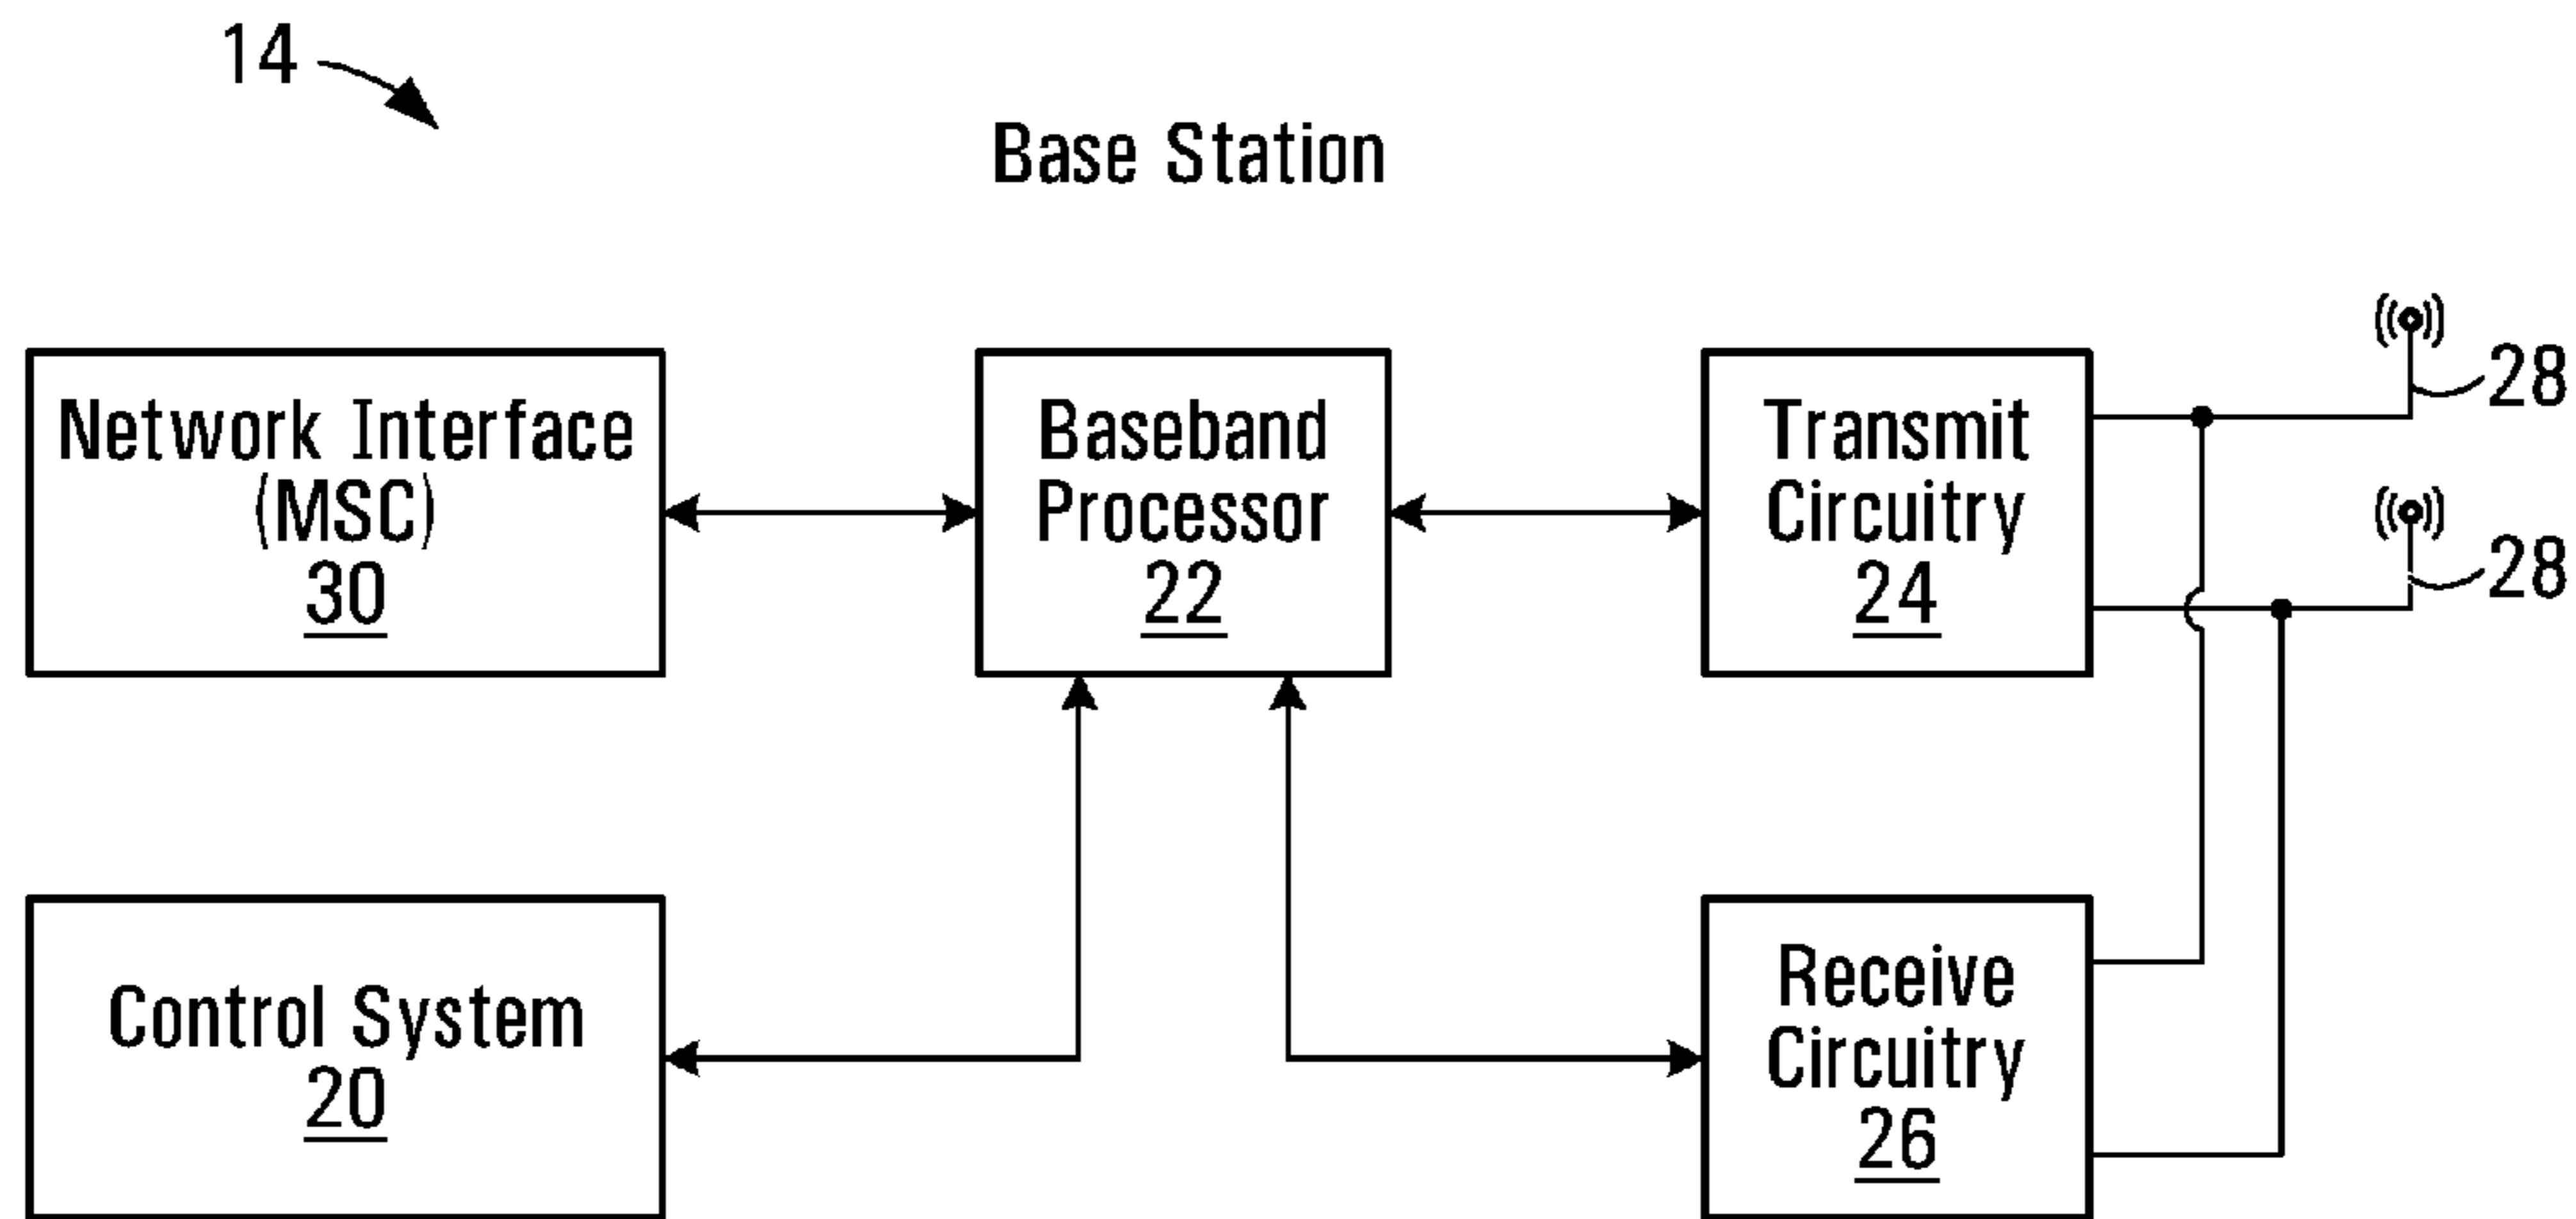 14
Base Station
Network Interface
(MSC)
30
Baseband
Processor
22
Transmit
Circuitry
24
28
28
Control System
20
Receive
Circuitry
26